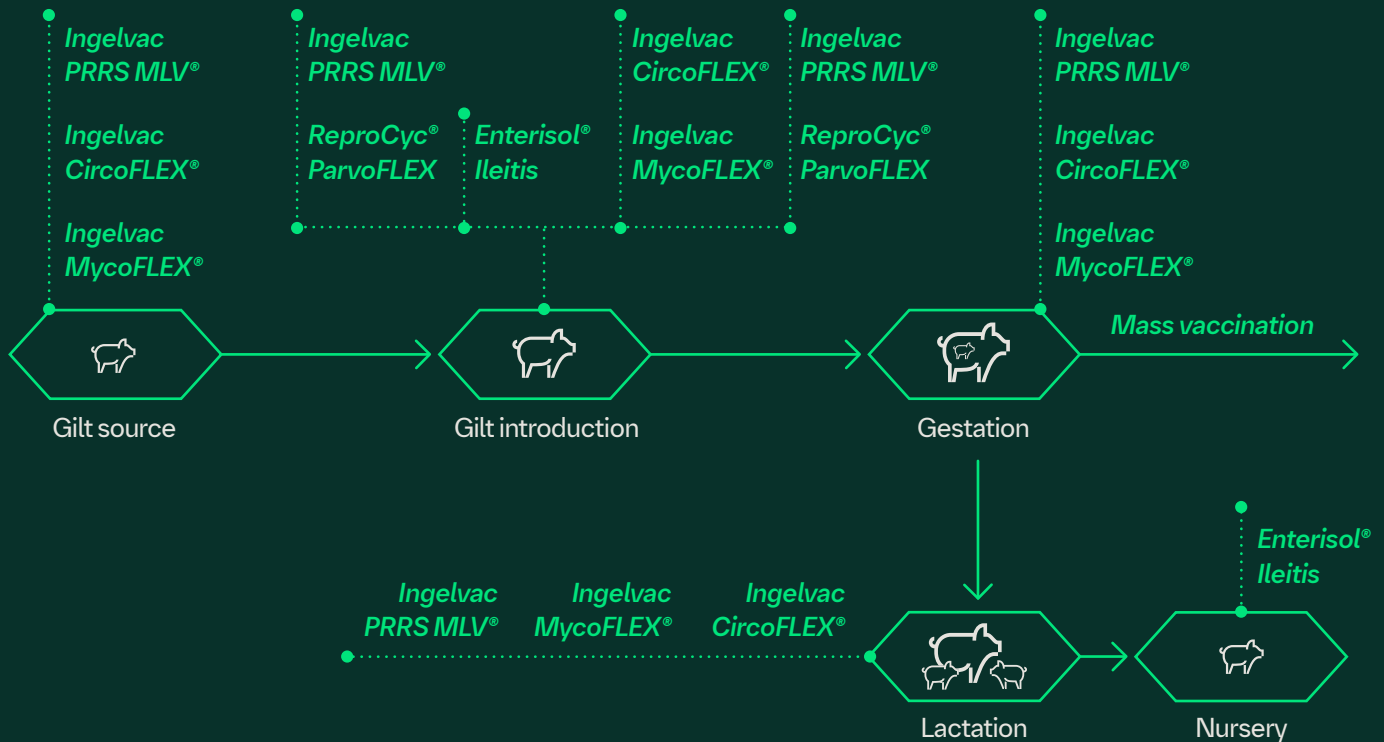 Ingelvac
PRRS MLV®
Ingelvac
CircoFLEX®
Ingelvac
MycoFLEX®
Ingelvac
PRRS MLV®
ReproCyc®
ParvoFLEX
Enterisol®
Ileitis
Ingelvac
CircoFLEX®
Ingelvac
MycoFLEX®
Ingelvac
PRRS MLV®
ReproCyc®
ParvoFLEX
Ingelvac
PRRS MLV®
Ingelvac
CircoFLEX®
Ingelvac
MycoFLEX®
Mass vaccination
Gilt source
Gilt introduction
Gestation
Ingelvac
PRRS MLV®
Ingelvac
MycoFLEX®
Ingelvac
CircoFLEX®
Enterisol®
Ileitis
Lactation
Nursery